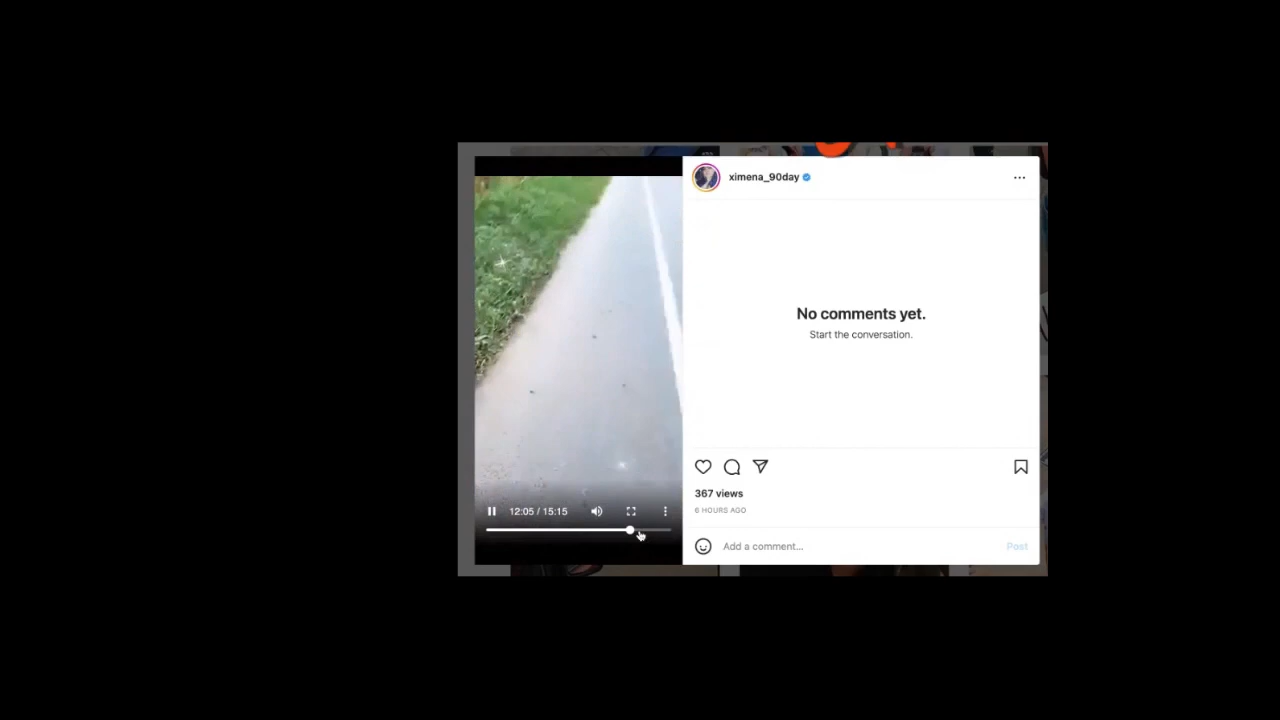 ximena_90day
No comments yet.
Start the conversation.
367 views
6 HOURS AGO
12:05 / 15:15
Add a comment...
Post